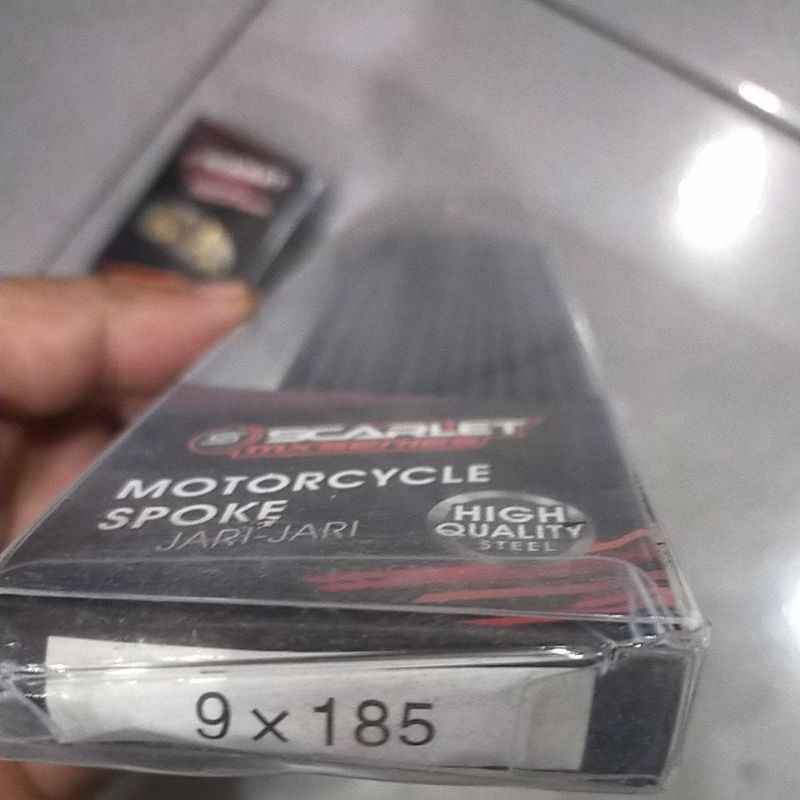 S SCARLET
MX SERIES
MOTORCYCLE
SPOKE
JARI-JARI
HIGH
QUALITY
STEEL
9 x 185